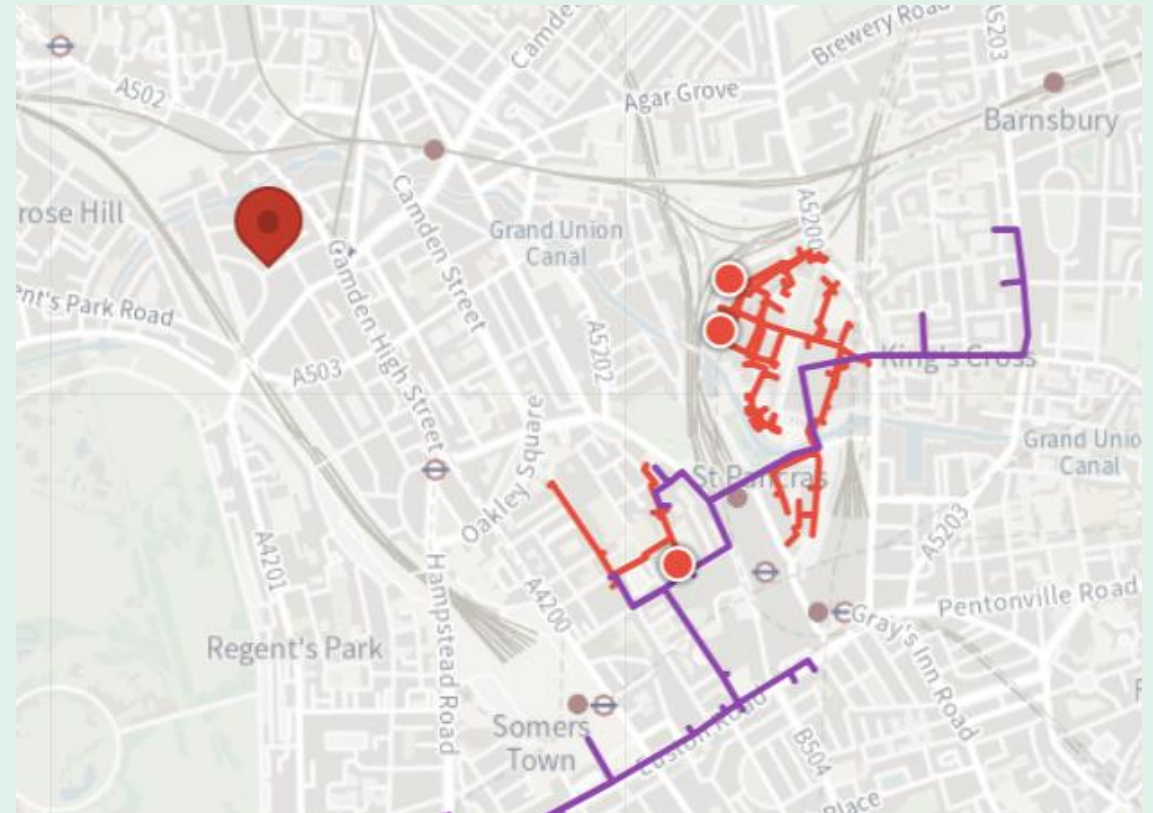 Camde
A5203
Brewery Road
A502
Agar Grove
Barnsbury
rose Hill
Camden Street
A5200
Grand Union
Canal
Camden High Street
ent's Park Road
A5202
King's Cross
A503
Oakley Square
Grand Unio
Canal
St Pancras
A5203
A4201
Hampstead Road
A4200
Pentonville Road
Gray's Inn Road
Regent's Park
Somers
Town
Euston Road
B504
Place